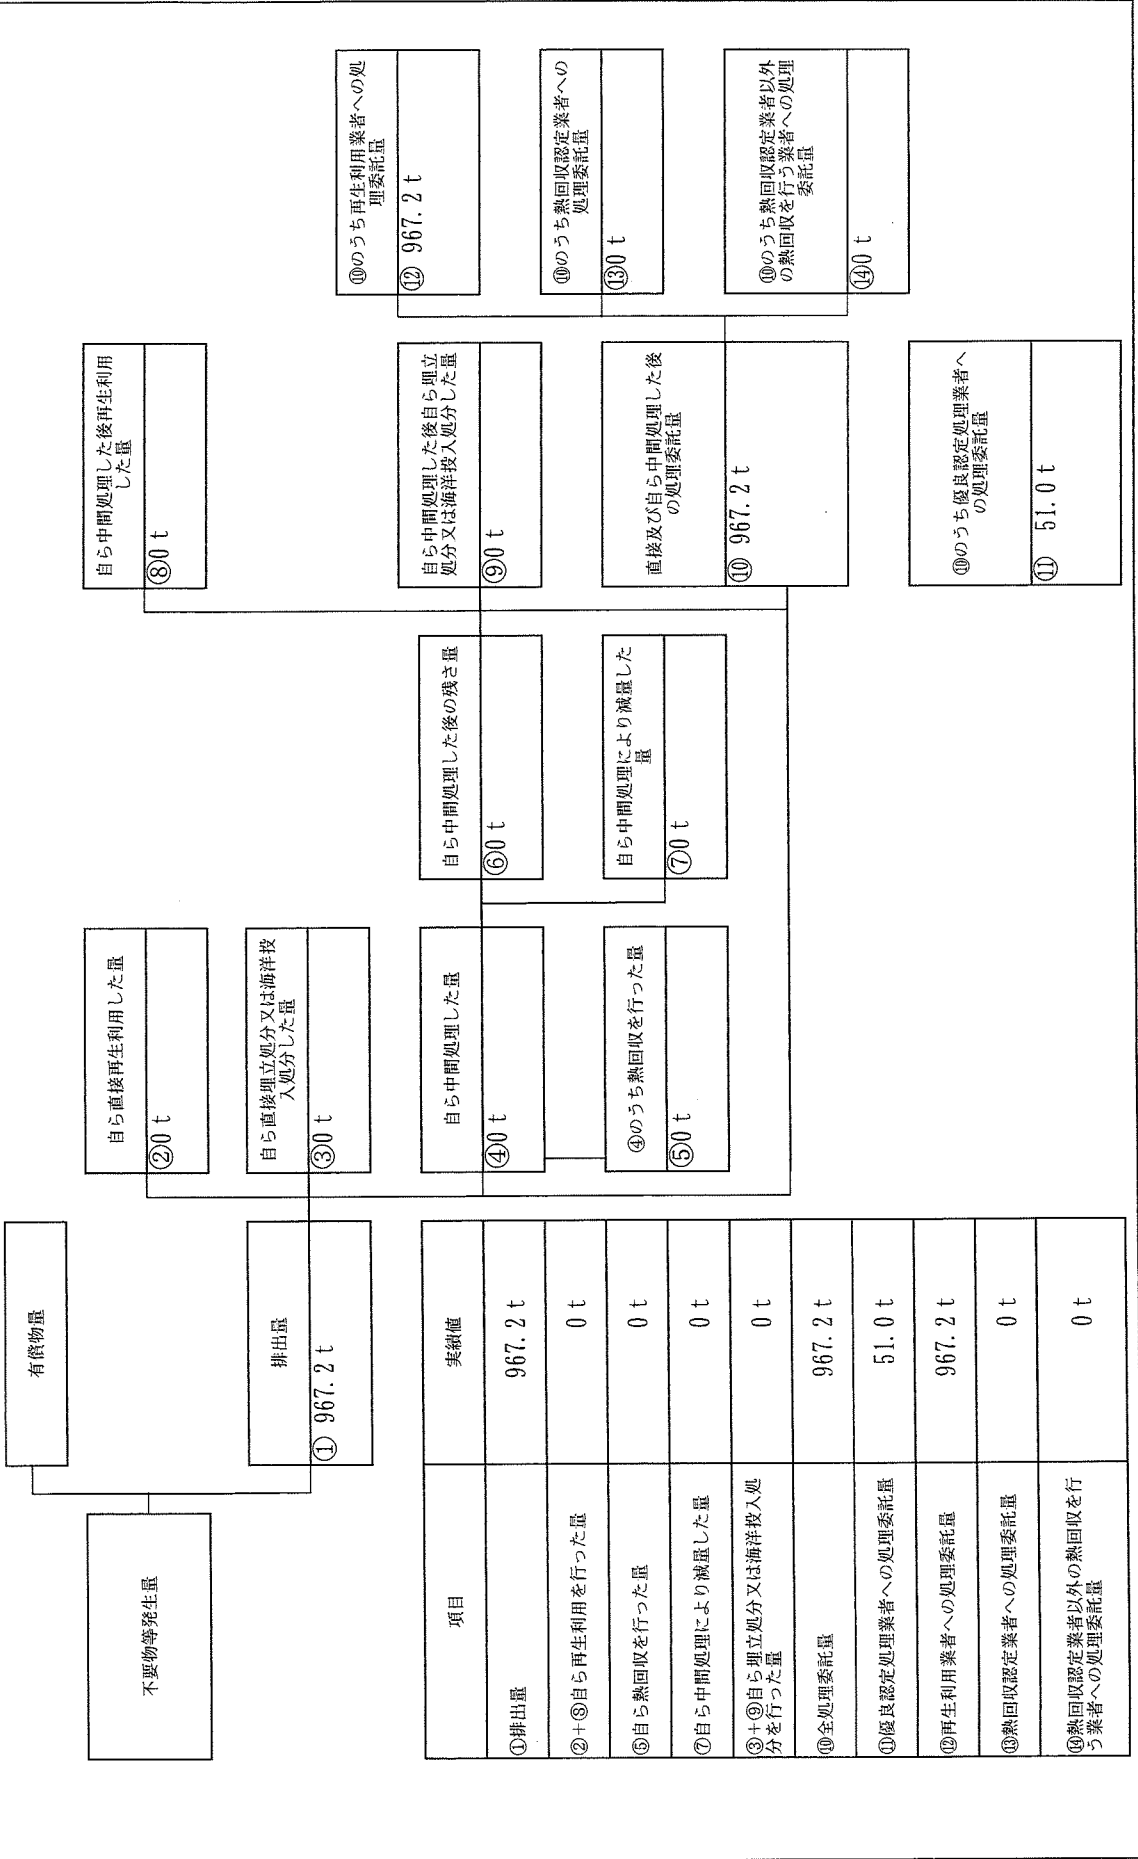 不要物等発生量
有償物量
排出量
① 967.2 t
自ら直接再生利用した量
②0 t
自ら直接埋立処分又は海洋投
入処分した量
③0 t
自ら中間処理した量
④0 t
④のうち熱回収を行った量
⑤0 t
自ら中間処理した後の残さ量
⑥0 t
自ら中間処理により減量した
量
⑦0 t
自ら中間処理した後再生利用
した量
⑧0 t
自ら中間処理した後自ら埋立
処分又は海洋投入処分した量
⑨0 t
直接及び自ら中間処理した後
の処理委託量
⑩ 967.2 t
⑩のうち優良認定処理業者へ
の処理委託量
⑪ 51.0 t
⑩のうち再生利用業者への処
理委託量
⑫ 967.2 t
⑩のうち熱回収認定業者への
処理委託量
⑬0 t
⑩のうち熱回収認定業者以外
の熱回収を行う業者への処理
委託量
⑭0 t
項目 実績値
①排出量 967.2 t
②+⑧自ら再生利用を行った量 0 t
⑤自ら熱回収を行った量 0 t
⑦自ら中間処理により減量した量 0 t
③+⑨自ら埋立処分又は海洋投入処
分を行った量 0 t
⑩全処理委託量 967.2 t
⑪優良認定処理業者への処理委託量 51.0 t
⑫再生利用業者への処理委託量 967.2 t
⑬熱回収認定業者への処理委託量 0 t
⑭熱回収認定業者以外の熱回収を行
う業者への処理委託量 0 t